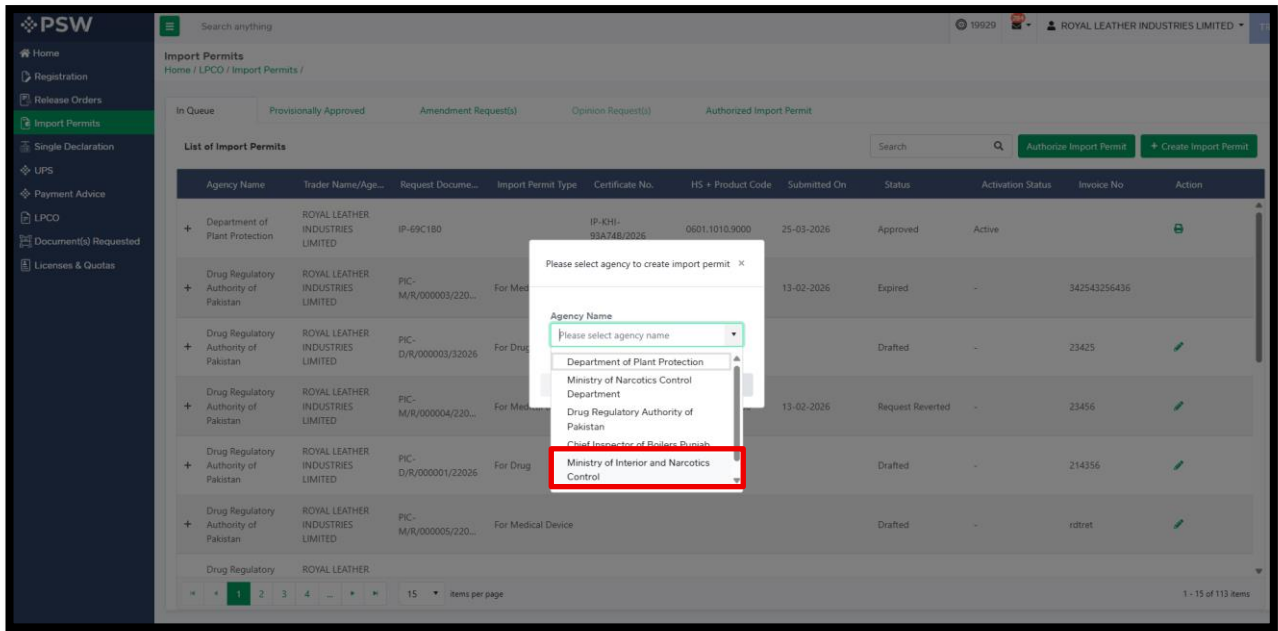 PSW
Search anything
19929
ROYAL LEATHER INDUSTRIES LIMITED
TR
Home
Registration
Release Orders
Import Permits
Single Declaration
UPS
Payment Advice
LPCO
Document(s) Requested
Licenses & Quotas
Import Permits
Home / LPCO / Import Permits /
In Queue
Provisionally Approved
Amendment Request(s)
Opinion Request(s)
Authorized Import Permit
List of Import Permits
Search
Authorize Import Permit
+ Create Import Permit
Agency Name
Trader Name/Age...
Request Docume...
Import Permit Type
Certificate No.
HS + Product Code
Submitted On
Status
Activation Status
Invoice No
Action
+
Department of
Plant Protection
ROYAL LEATHER
INDUSTRIES
LIMITED
IP-69C180
IP-KHI-
93A74B/2026
0601.1010.9000
25-03-2026
Approved
Active
+
Drug Regulatory
Authority of
Pakistan
ROYAL LEATHER
INDUSTRIES
LIMITED
PIC-
M/R/000003/220...
For Med
13-02-2026
Expired
-
342543256436
+
Drug Regulatory
Authority of
Pakistan
ROYAL LEATHER
INDUSTRIES
LIMITED
PIC-
D/R/000003/32026
For Drug
Drafted
-
23425
+
Drug Regulatory
Authority of
Pakistan
ROYAL LEATHER
INDUSTRIES
LIMITED
PIC-
M/R/000004/220...
For Med
13-02-2026
Request Reverted
-
23456
+
Drug Regulatory
Authority of
Pakistan
ROYAL LEATHER
INDUSTRIES
LIMITED
PIC-
D/R/000001/22026
For Drug
Drafted
-
214356
+
Drug Regulatory
Authority of
Pakistan
ROYAL LEATHER
INDUSTRIES
LIMITED
PIC-
M/R/000005/220...
For Medical Device
Drafted
-
rdtret
Drug Regulatory
ROYAL LEATHER
Please select agency to create import permit ×
Agency Name
Please select agency name
Department of Plant Protection
Ministry of Narcotics Control
Department
Drug Regulatory Authority of
Pakistan
Chief Inspector of Boilers Punjab
Ministry of Interior and Narcotics
Control
1 2 3 4 ...
15
items per page
1 - 15 of 113 items